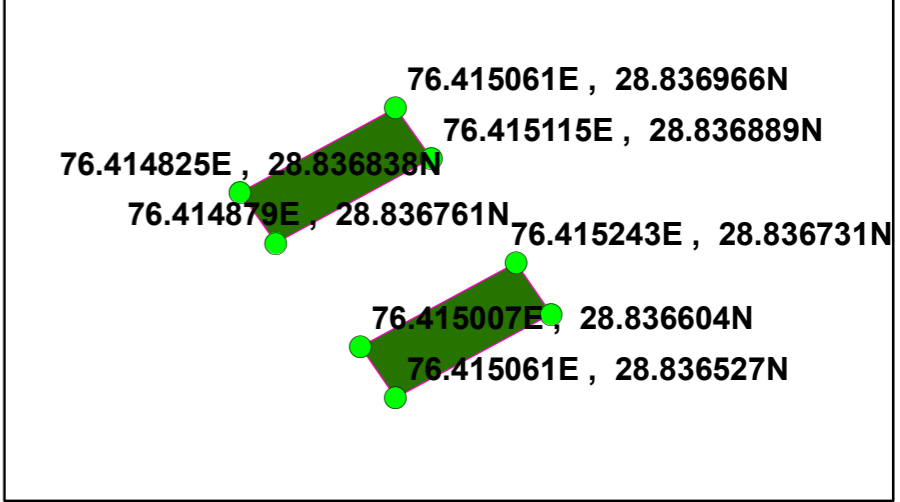 76.415061E ,  28.836966N
76.415115E ,  28.836889N
76.414825E ,  28.836838N
76.414879E ,  28.836761N
76.415243E ,  28.836731N
76.415007E ,  28.836604N
76.415061E ,  28.836527N